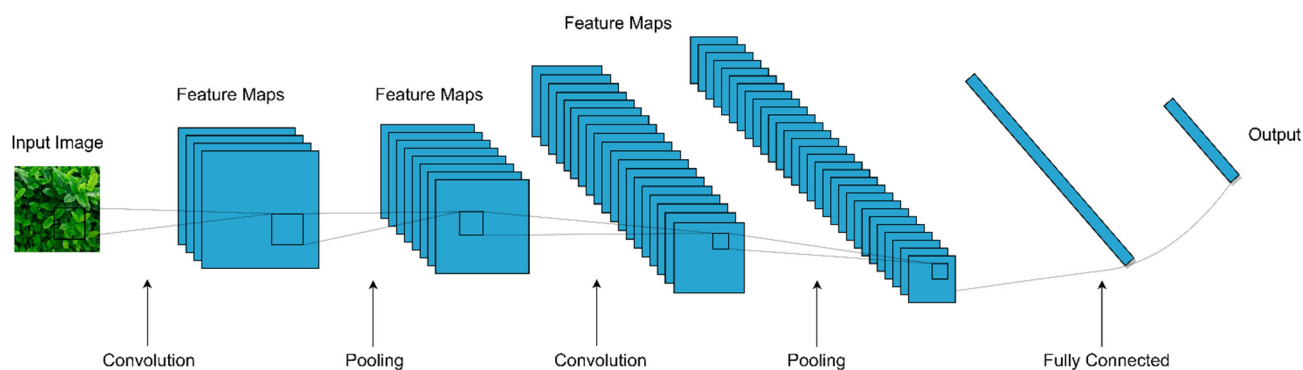 Feature Maps
Feature Maps
Feature Maps
Input Image
Output
Convolution
Pooling
Convolution
Pooling
Fully Connected